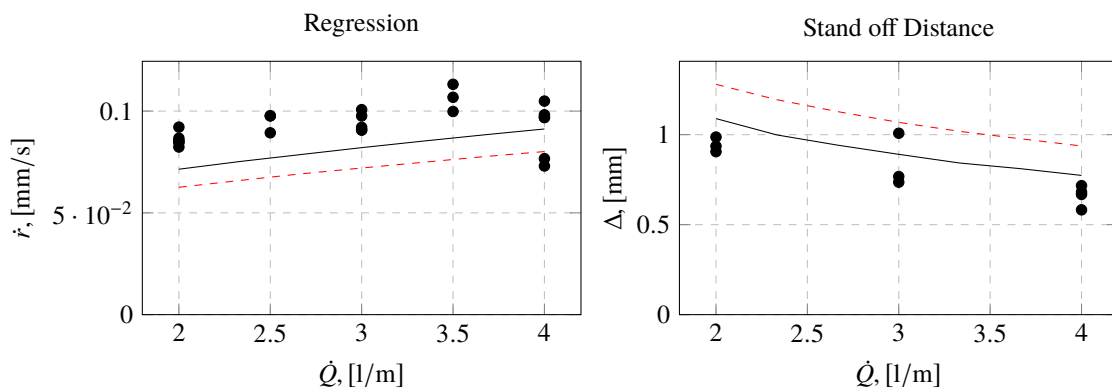 Regression
0.1
5 · 10⁻²
0
2 2.5 3 3.5 4
ṙ, [mm/s]
Q̇, [l/m]
Stand off Distance
1
0.5
0
2 2.5 3 3.5 4
Δ, [mm]
Q̇, [l/m]